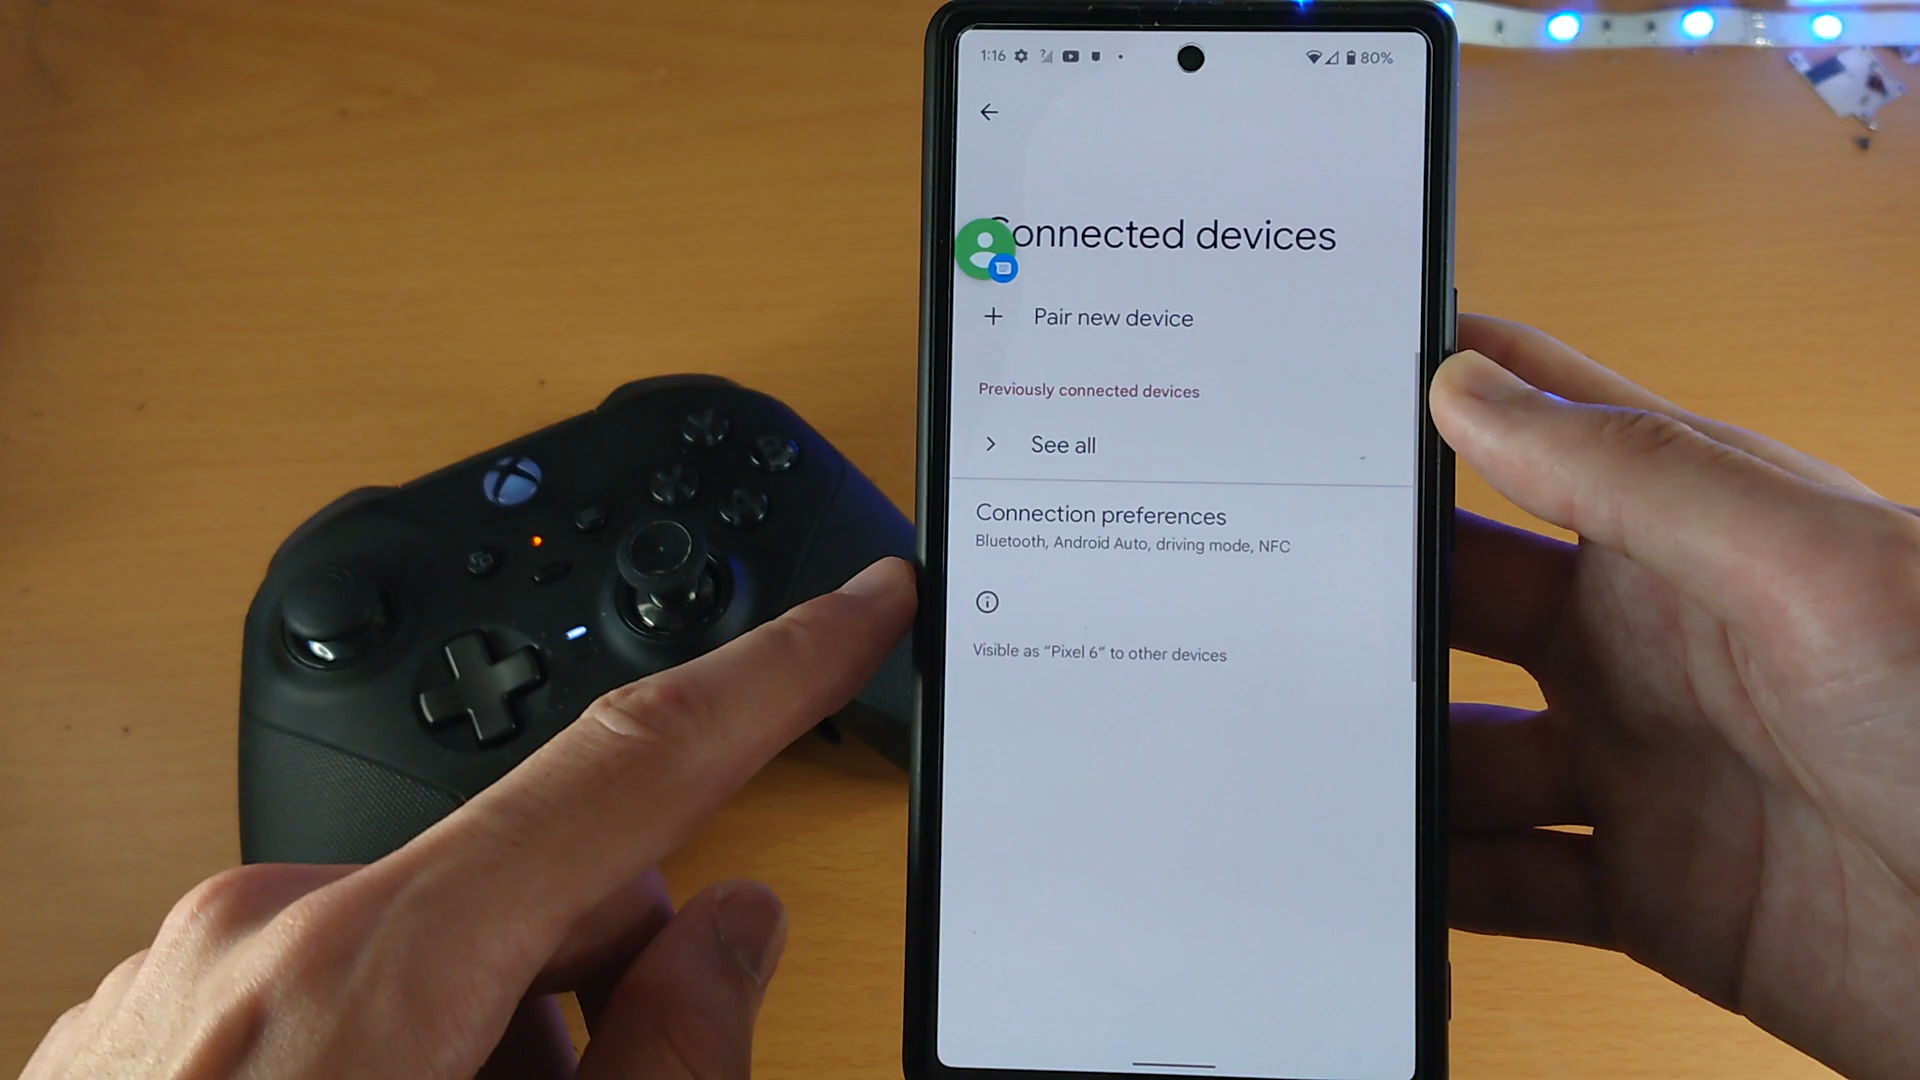 1:16
80%
Connected devices
Pair new device
Previously connected devices
See all
Connection preferences
Bluetooth, Android Auto, driving mode, NFC
Visible as “Pixel 6” to other devices